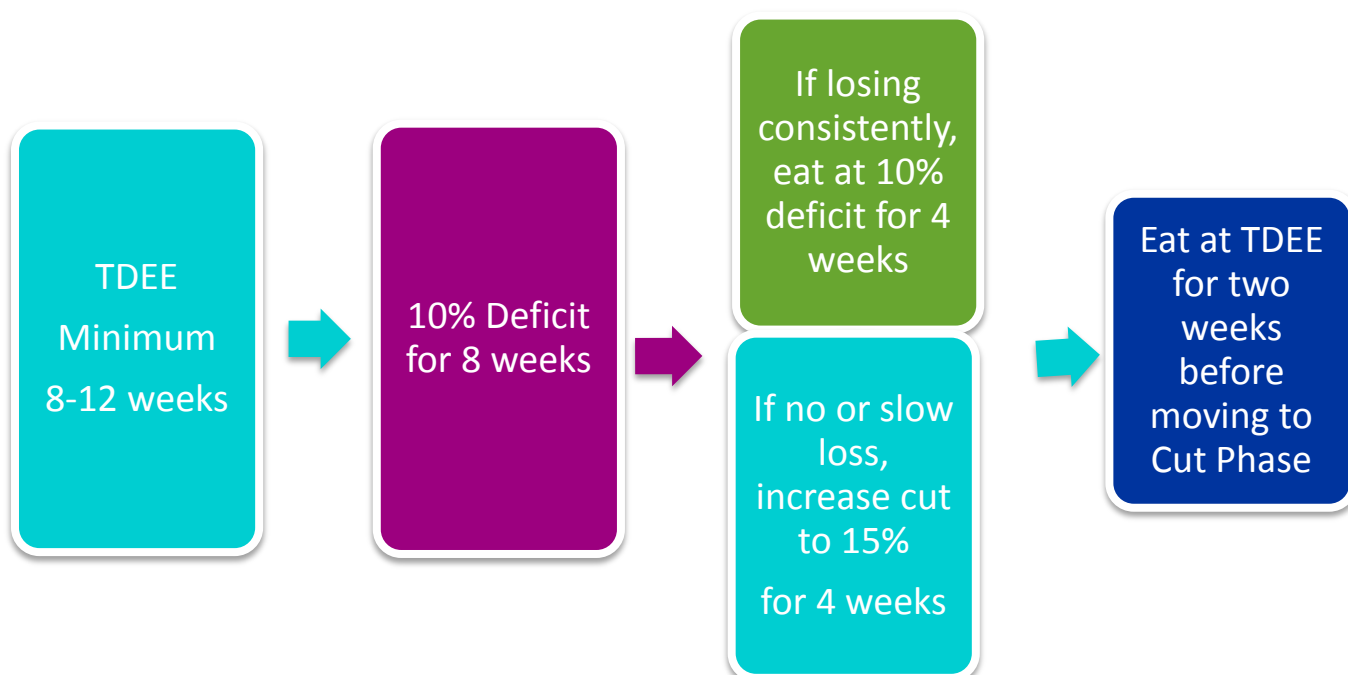 TDEE
Minimum
8-12 weeks
10% Deficit
for 8 weeks
If losing
consistently,
eat at 10%
deficit for 4
weeks
If no or slow
loss,
increase cut
to 15%
for 4 weeks
Eat at TDEE
for two
weeks
before
moving to
Cut Phase